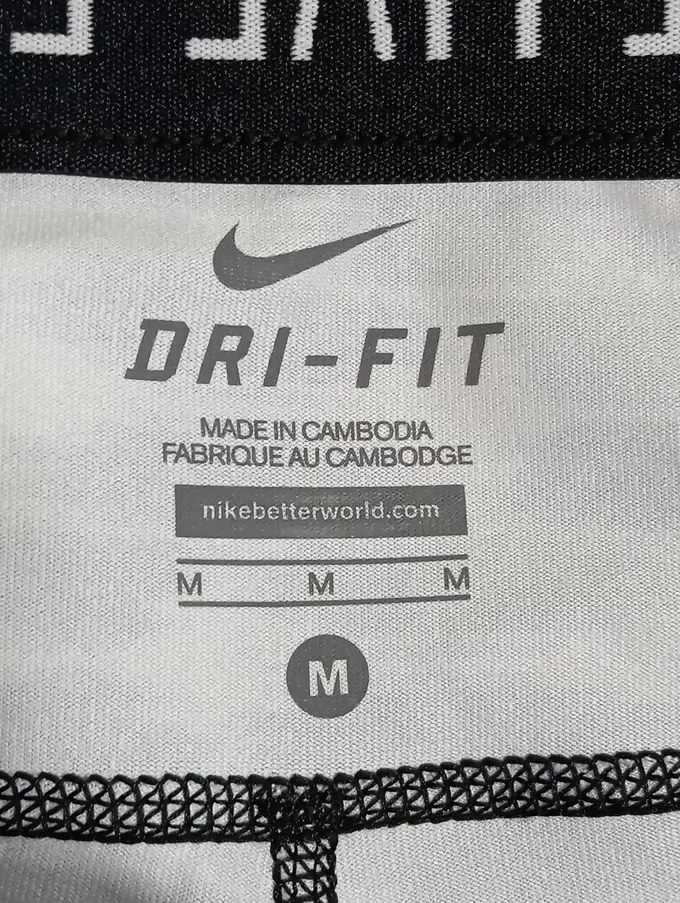 DRI-FIT
MADE IN CAMBODIA
FABRIQUE AU CAMBODGE
nikebetterworld.com
M M M
M